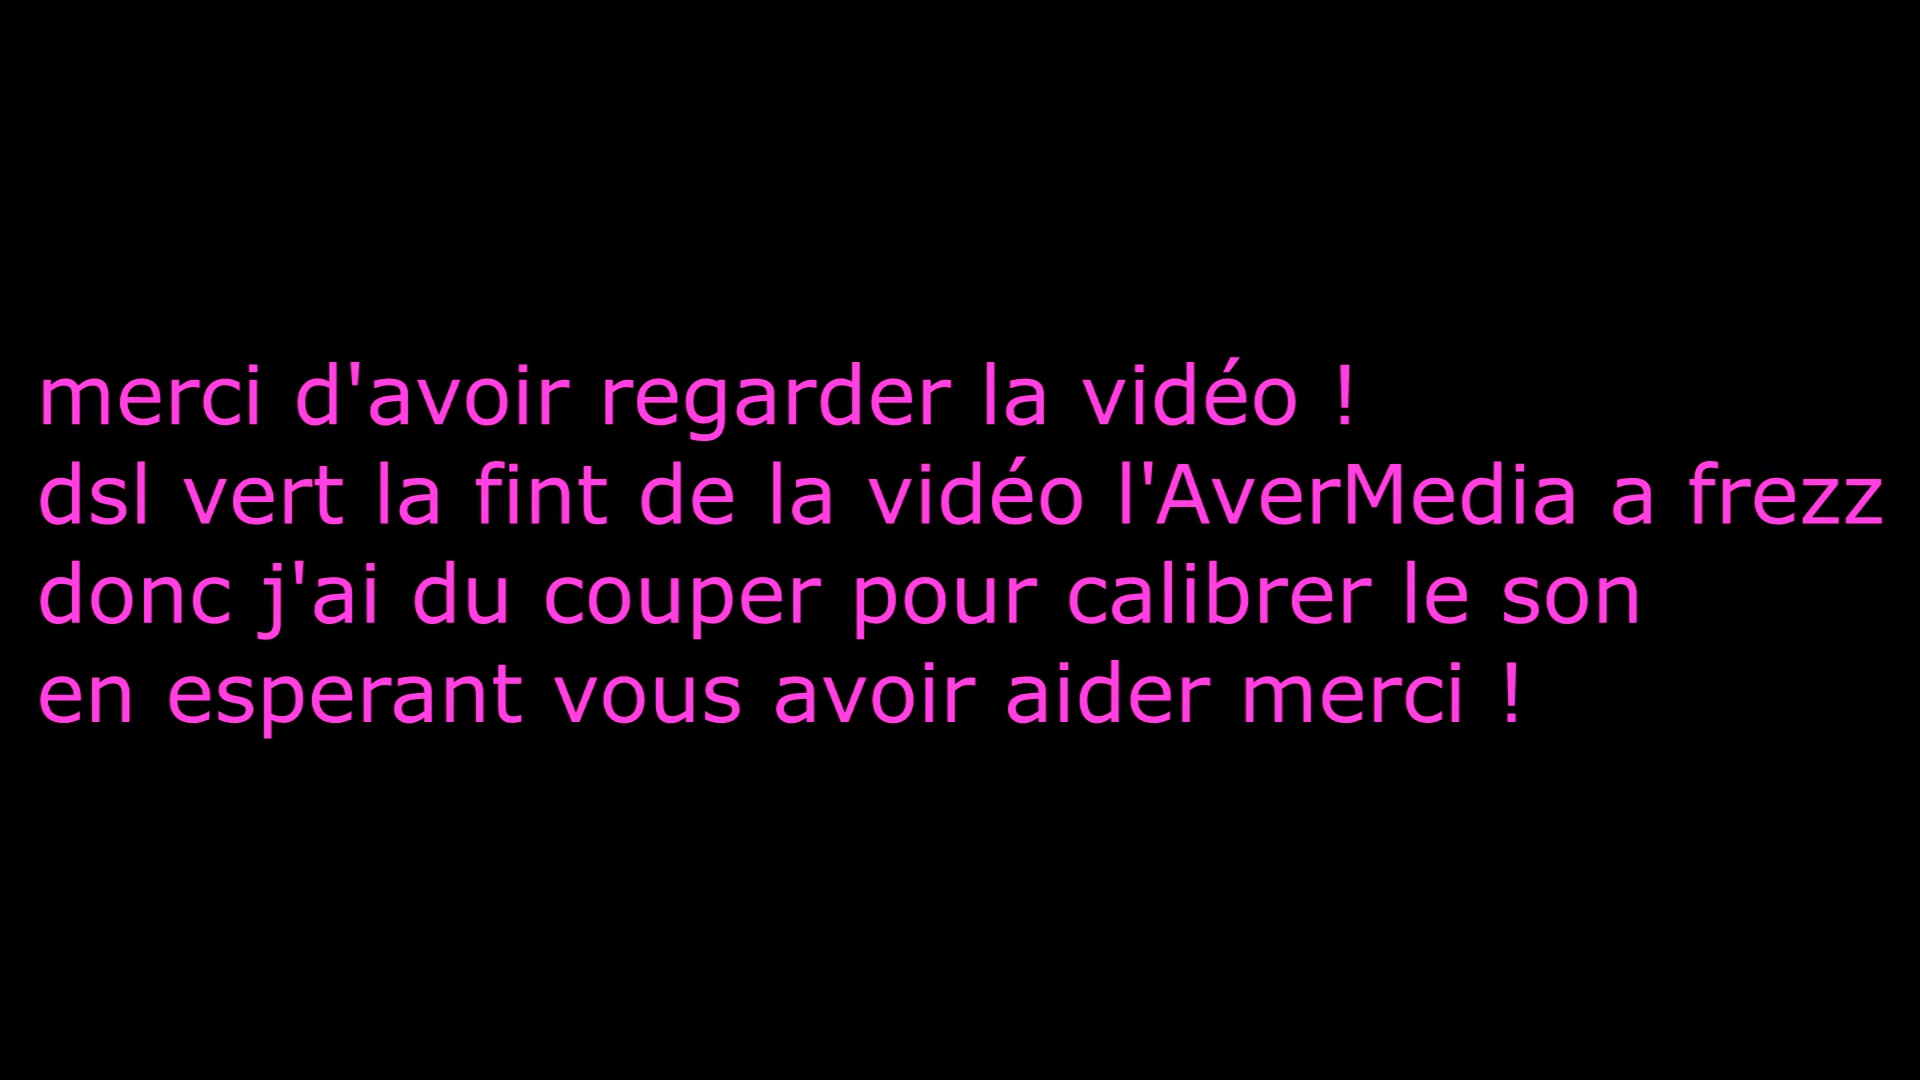 merci d'avoir regarder la vidéo !
dsl vert la fint de la vidéo l'AverMedia a frezz
donc j'ai du couper pour calibrer le son
en esperant vous avoir aider merci !